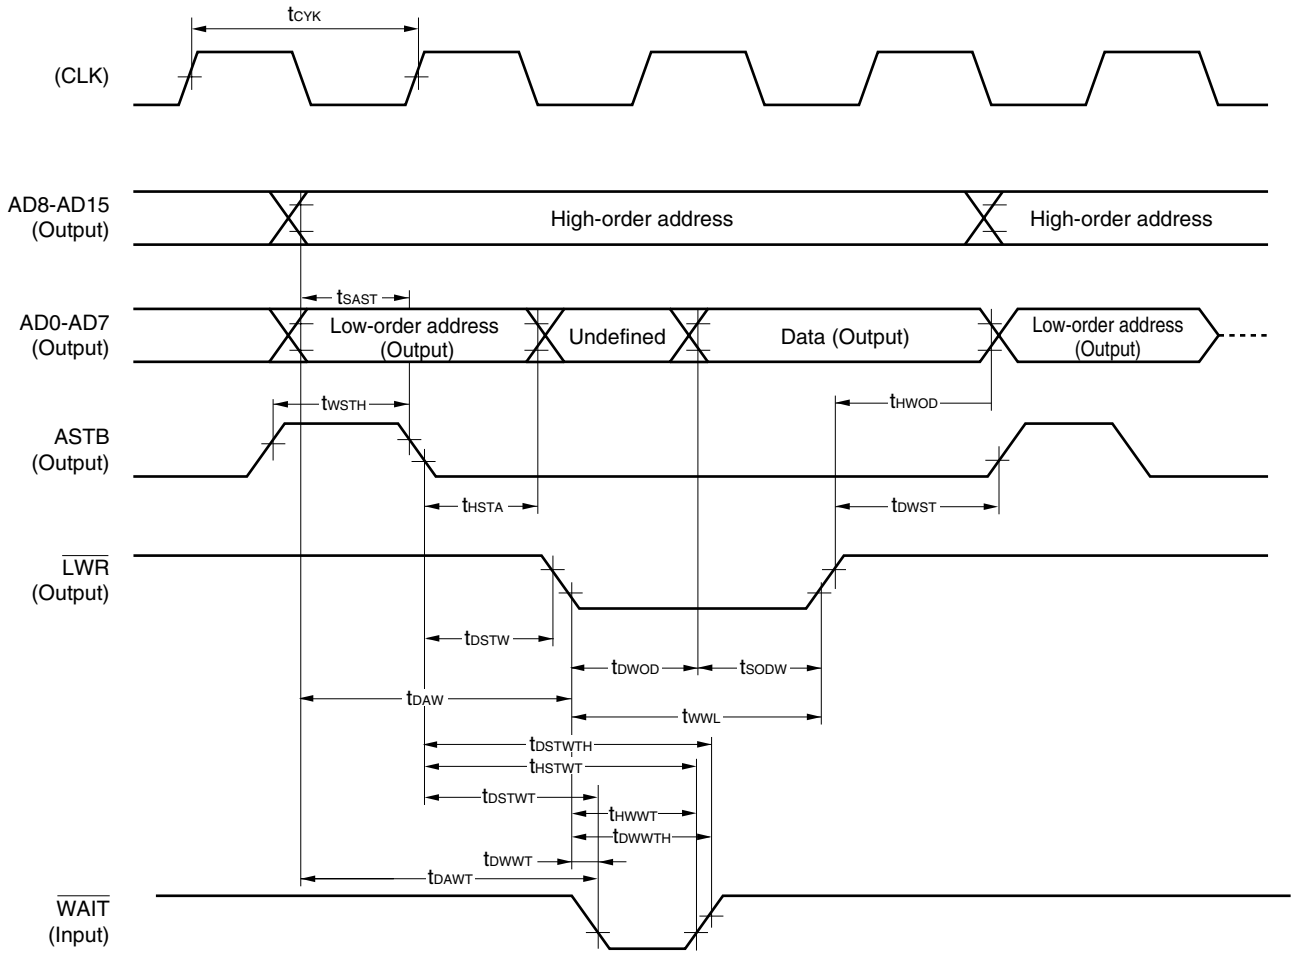 tCYK
(CLK)
AD8-AD15
(Output)
High-order address
High-order address
tSAST
AD0-AD7
(Output)
Low-order address
(Output)
Undefined
Data (Output)
Low-order address
(Output)
tWSTH
tHWOD
ASTB
(Output)
tHSTA
tDWST
LWR
(Output)
tDSTW
tDWOD
tSODW
tDAW
tWWL
tDSTWTH
tHSTWT
tDSTWT
tHWWT
tDWWTH
tDWWT
tDAWT
WAIT
(Input)